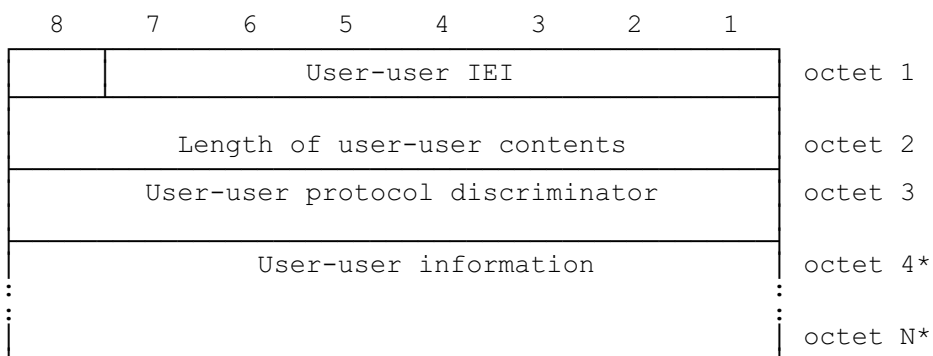 8 7 6 5 4 3 2 1
User-user IEI octet 1
Length of user-user contents octet 2
User-user protocol discriminator octet 3
User-user information octet 4*
octet N*